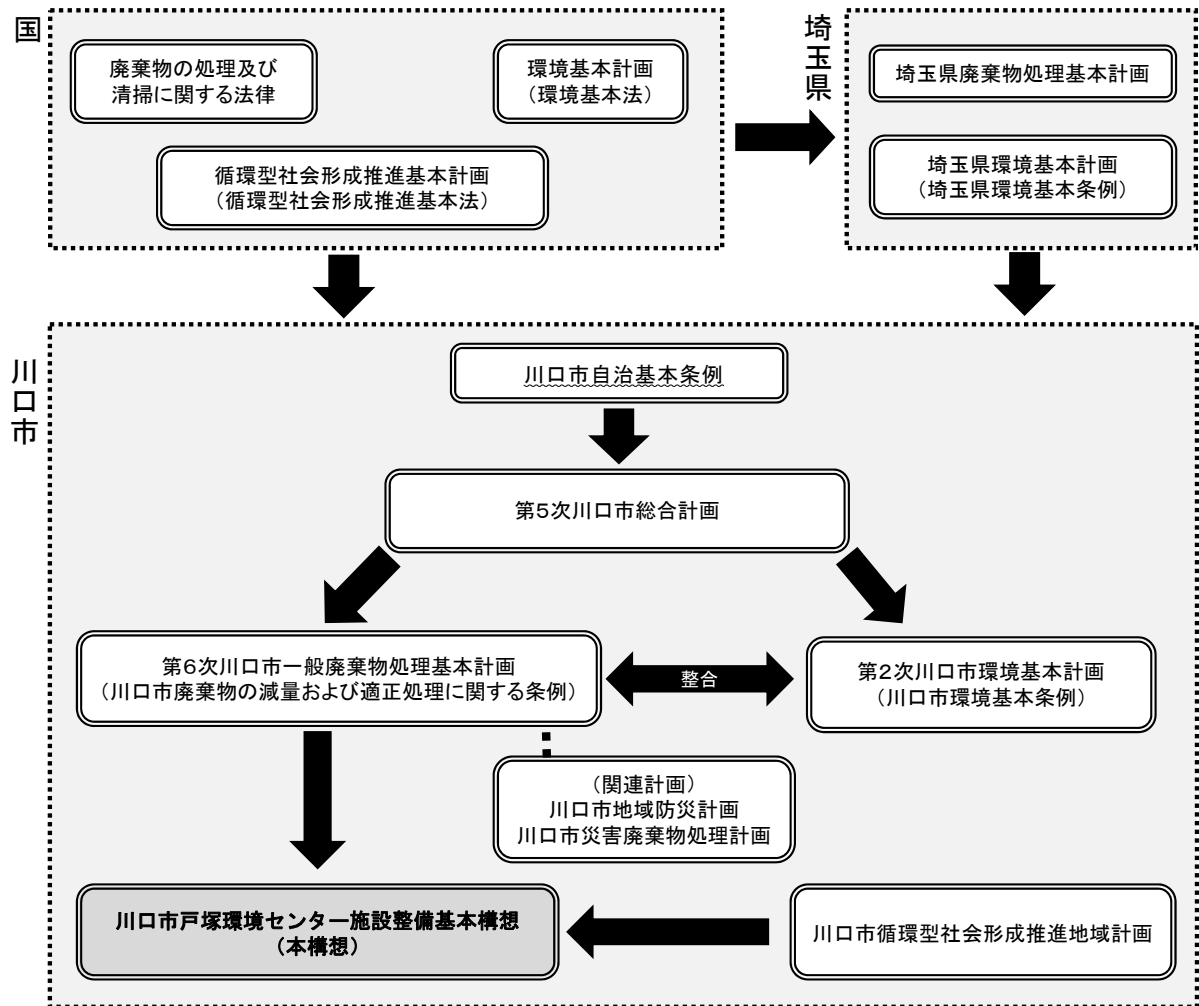 国
廃棄物の処理及び
清掃に関する法律
環境基本計画
（環境基本法）
循環型社会形成推進基本計画
（循環型社会形成推進基本法）
埼玉県
埼玉県廃棄物処理基本計画
埼玉県環境基本計画
（埼玉県環境基本条例）
川口市
川口市自治基本条例
第５次川口市総合計画
第６次川口市一般廃棄物処理基本計画
（川口市廃棄物の減量および適正処理に関する条例）
整合
第２次川口市環境基本計画
（川口市環境基本条例）
（関連計画）
川口市地域防災計画
川口市災害廃棄物処理計画
川口市戸塚環境センター施設整備基本構想
（本構想）
川口市循環型社会形成推進地域計画